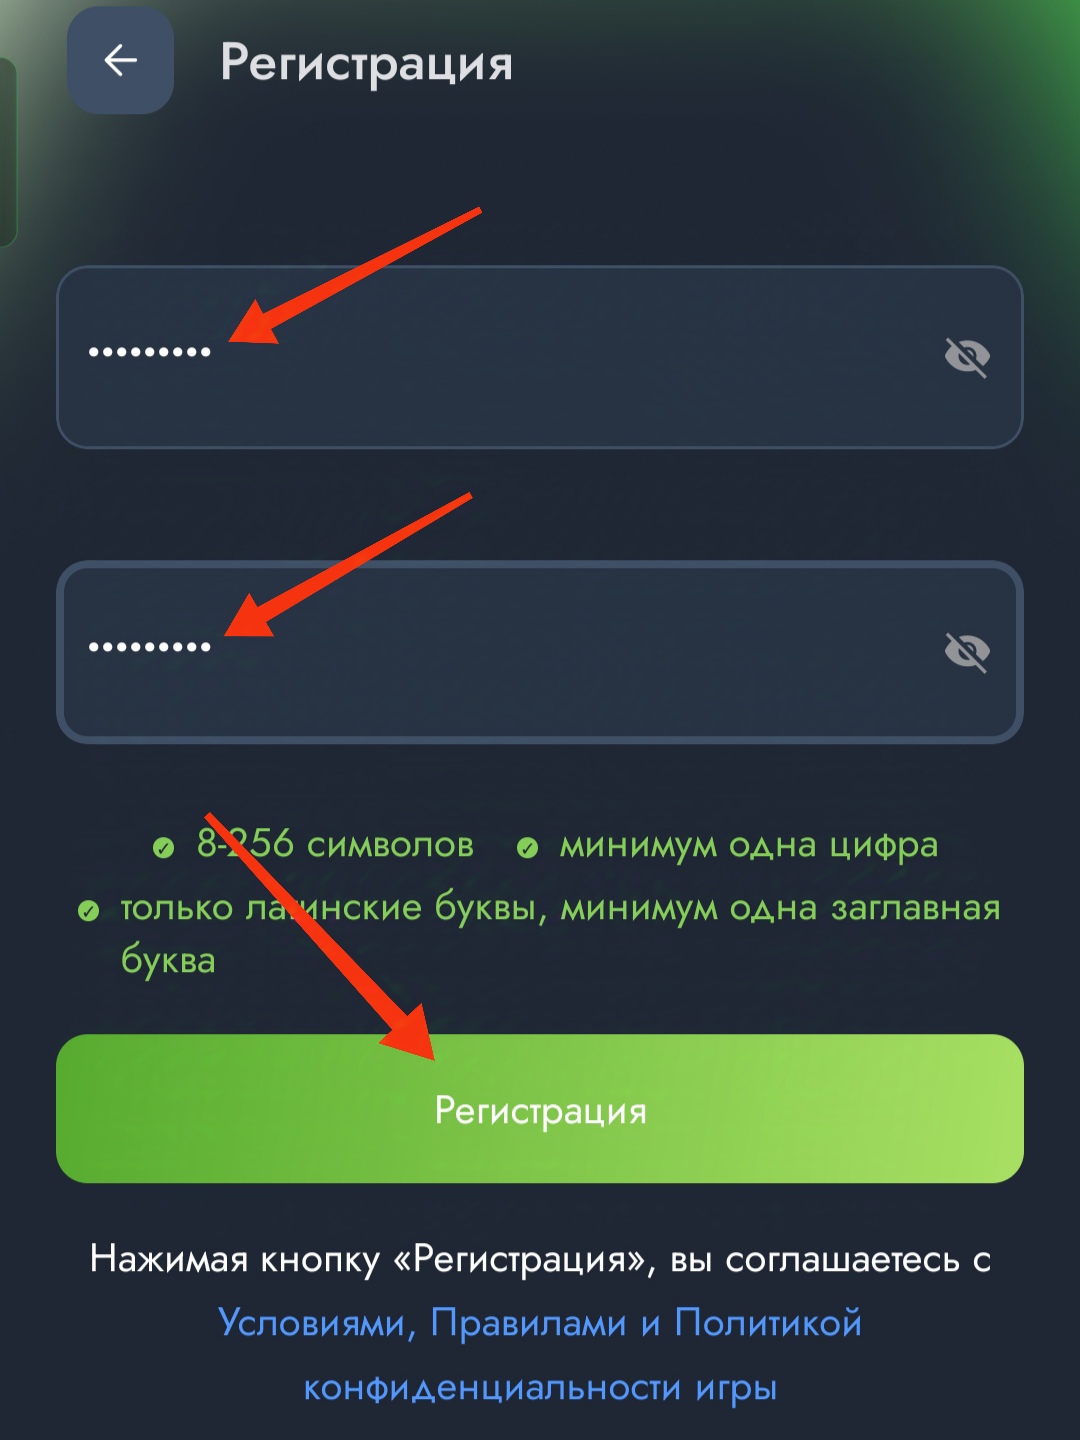 Регистрация
•••••••••
•••••••••
8-256 символов минимум одна цифра
только латинские буквы, минимум одна заглавная
буква
Регистрация
Нажимая кнопку «Регистрация», вы соглашаетесь с
Условиями, Правилами и Политикой
конфиденциальности игры